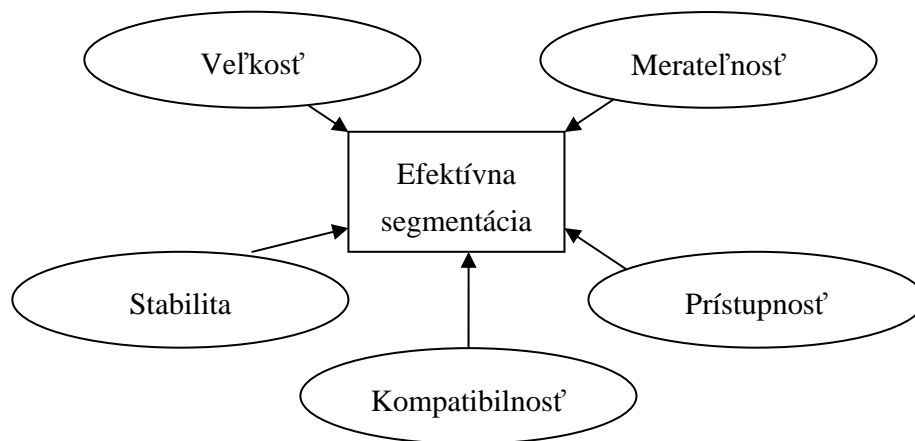 Veľkosť
Merateľnosť
Efektívna
segmentácia
Stabilita
Prístupnosť
Kompatibilnosť